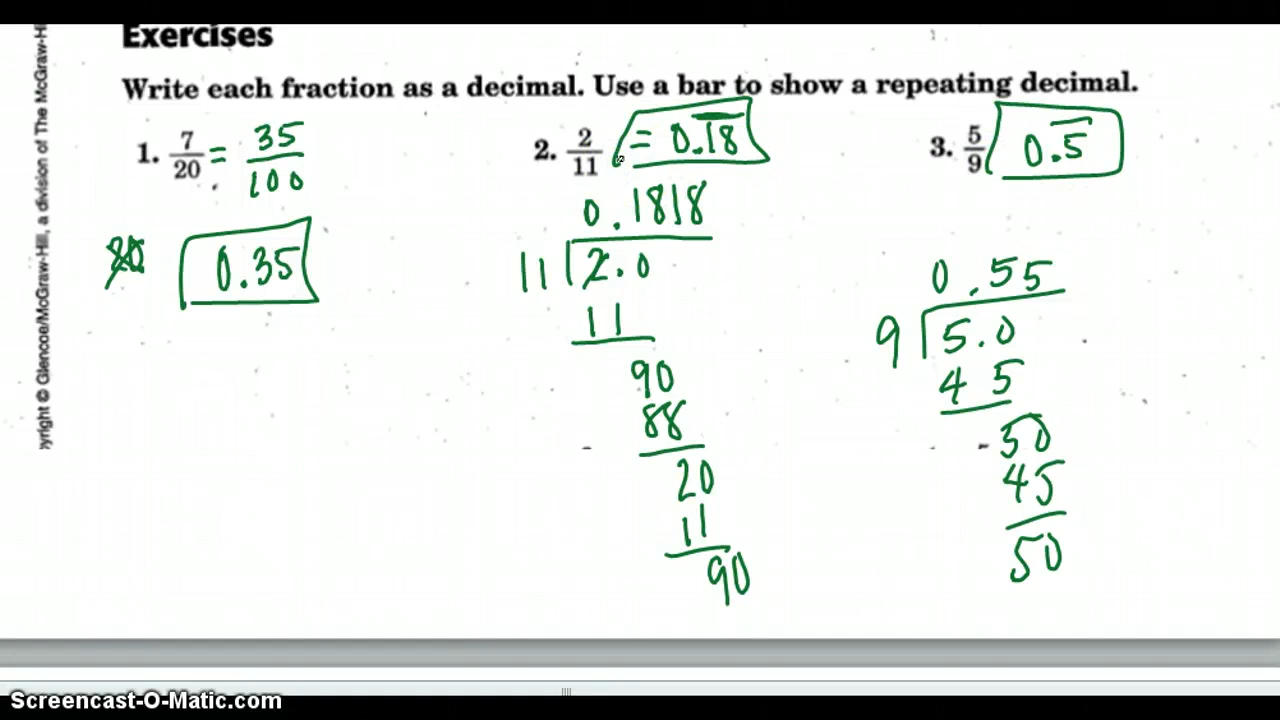 Exercises
Write each fraction as a decimal. Use a bar to show a repeating decimal.
1. 7/20 = 35/100
0.35
2. 2/11 = 0.1̅8̅
0.1818
11 2.0
11
90
88
20
11
90
3. 5/9 0.5̅
0.55
9 5.0
45
50
45
50
yright © Glencoe/McGraw-Hill, a division of The McGraw-H
Screencast-O-Matic.com